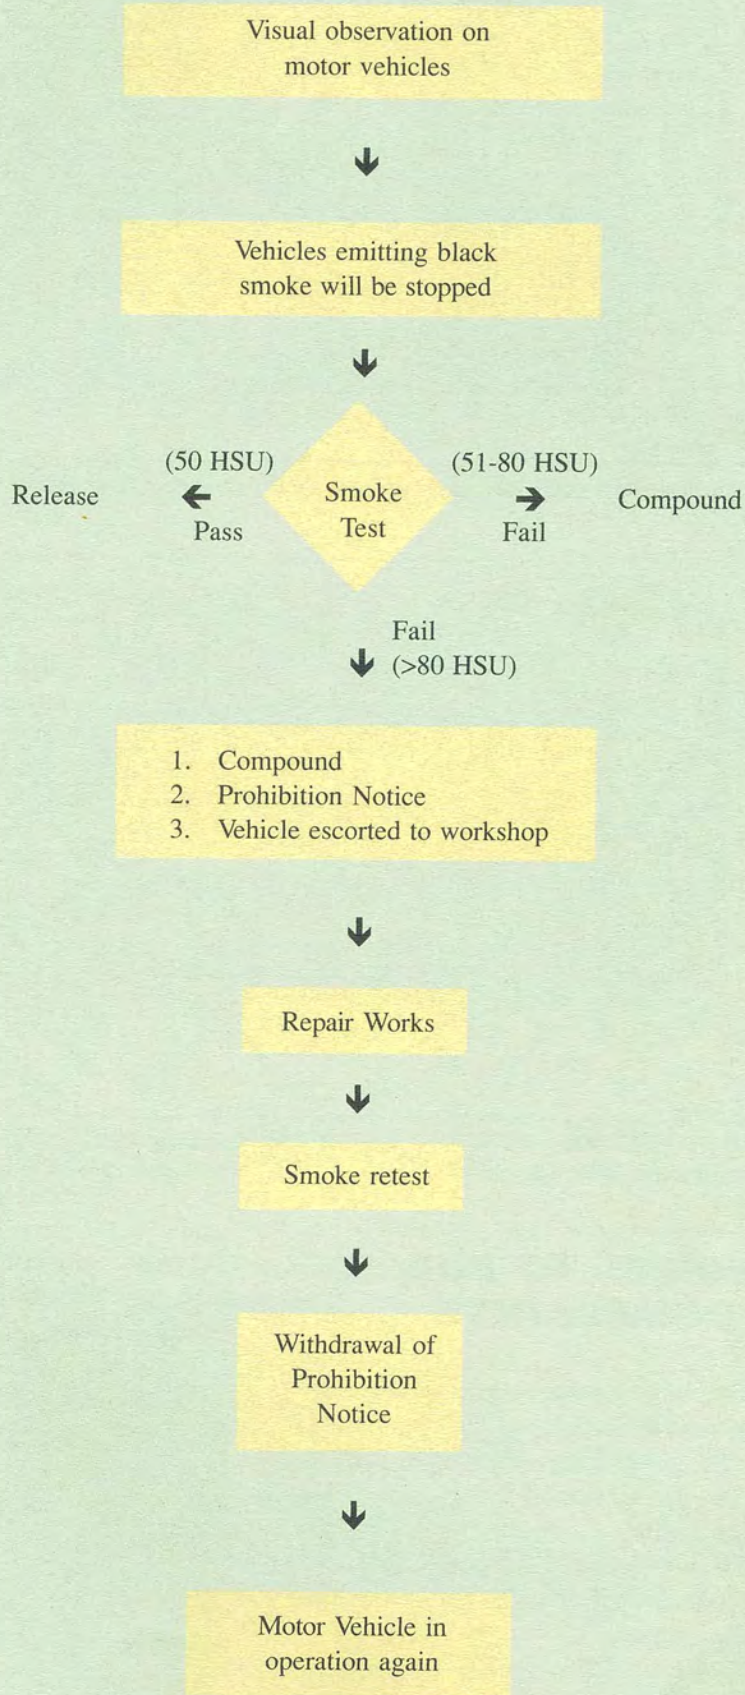 Visual observation on
motor vehicles
Vehicles emitting black
smoke will be stopped
(50 HSU)
(51-80 HSU)
Release
Smoke
Test
Compound
Pass
Fail
Fail
(>80 HSU)
1. Compound
2. Prohibition Notice
3. Vehicle escorted to workshop
Repair Works
Smoke retest
Withdrawal of
Prohibition
Notice
Motor Vehicle in
operation again